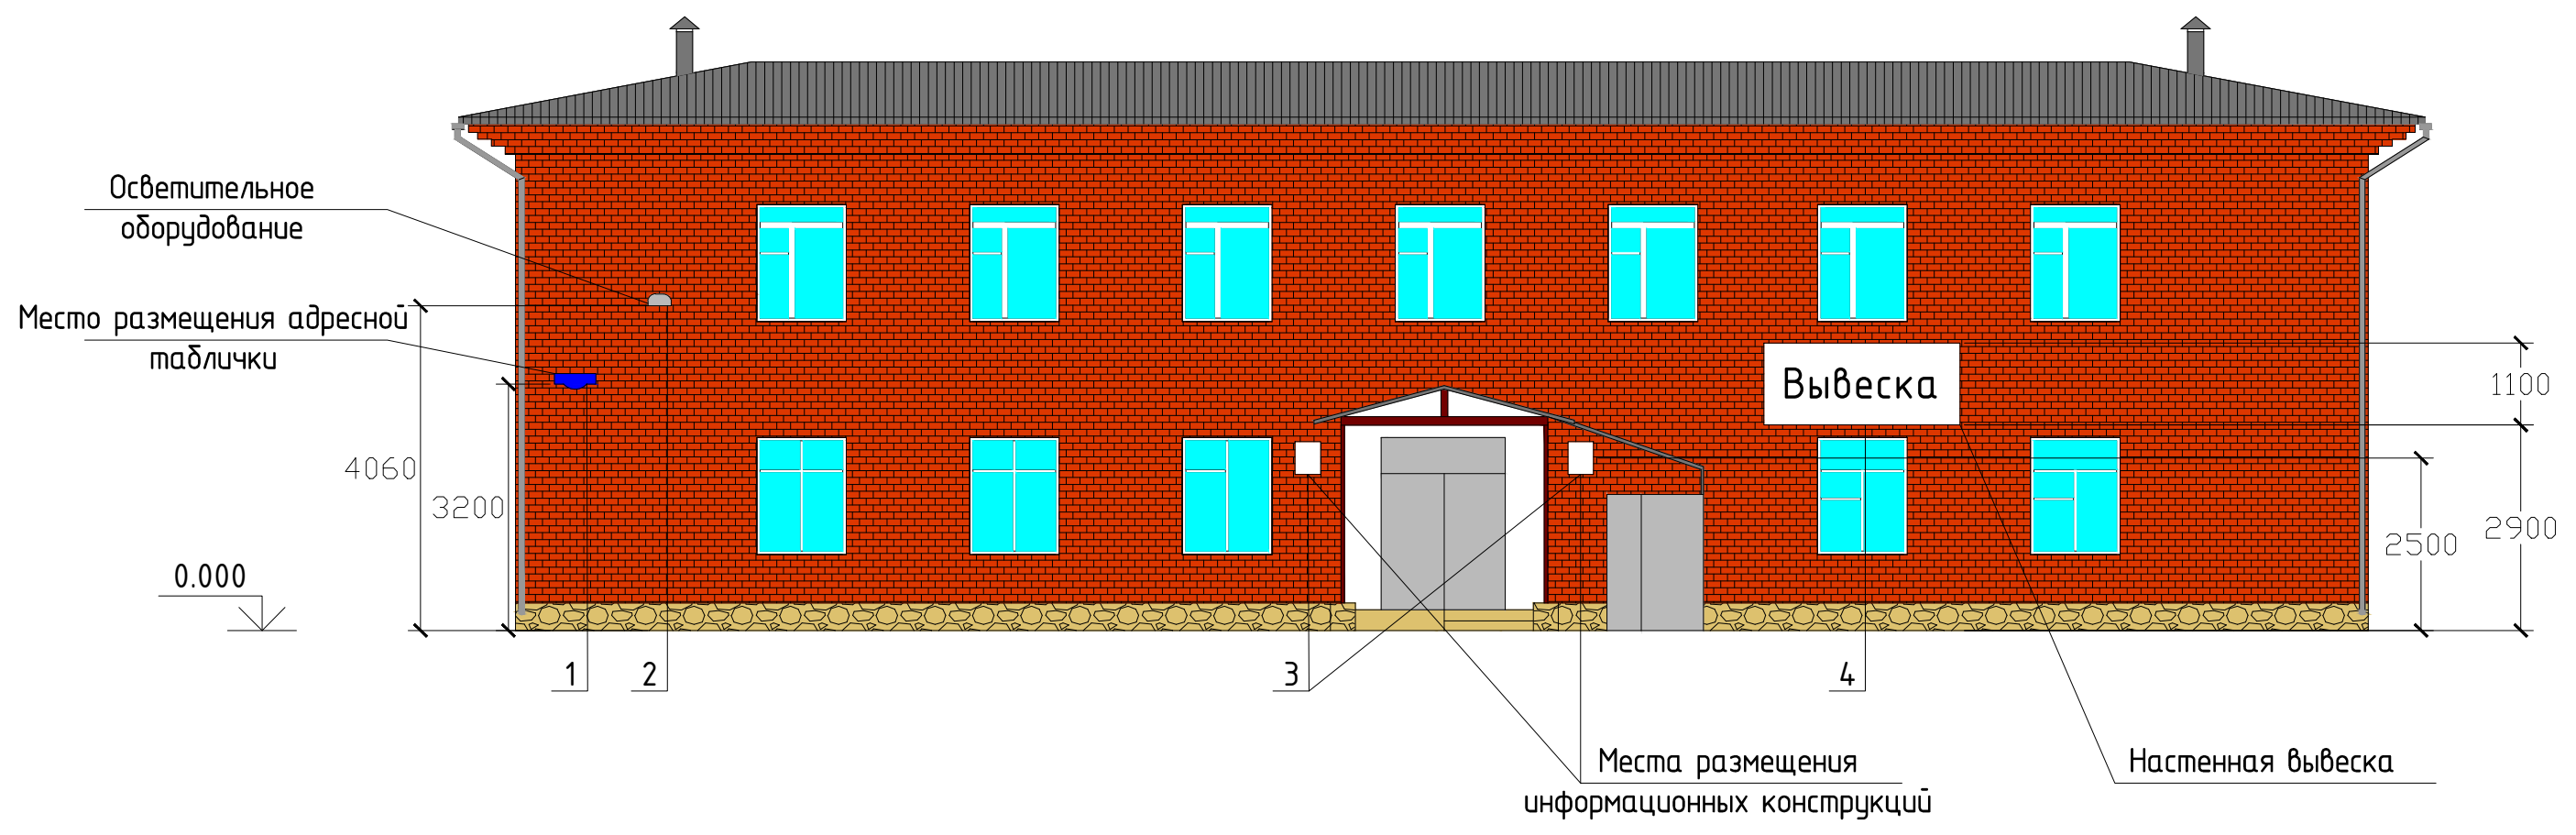 Осветительное
оборудование
Место размещения адресной
таблички
Вывеска
1100
4060
3200
2900
2500
0.000
1
2
3
4
Места размещения
информационных конструкций
Настенная вывеска